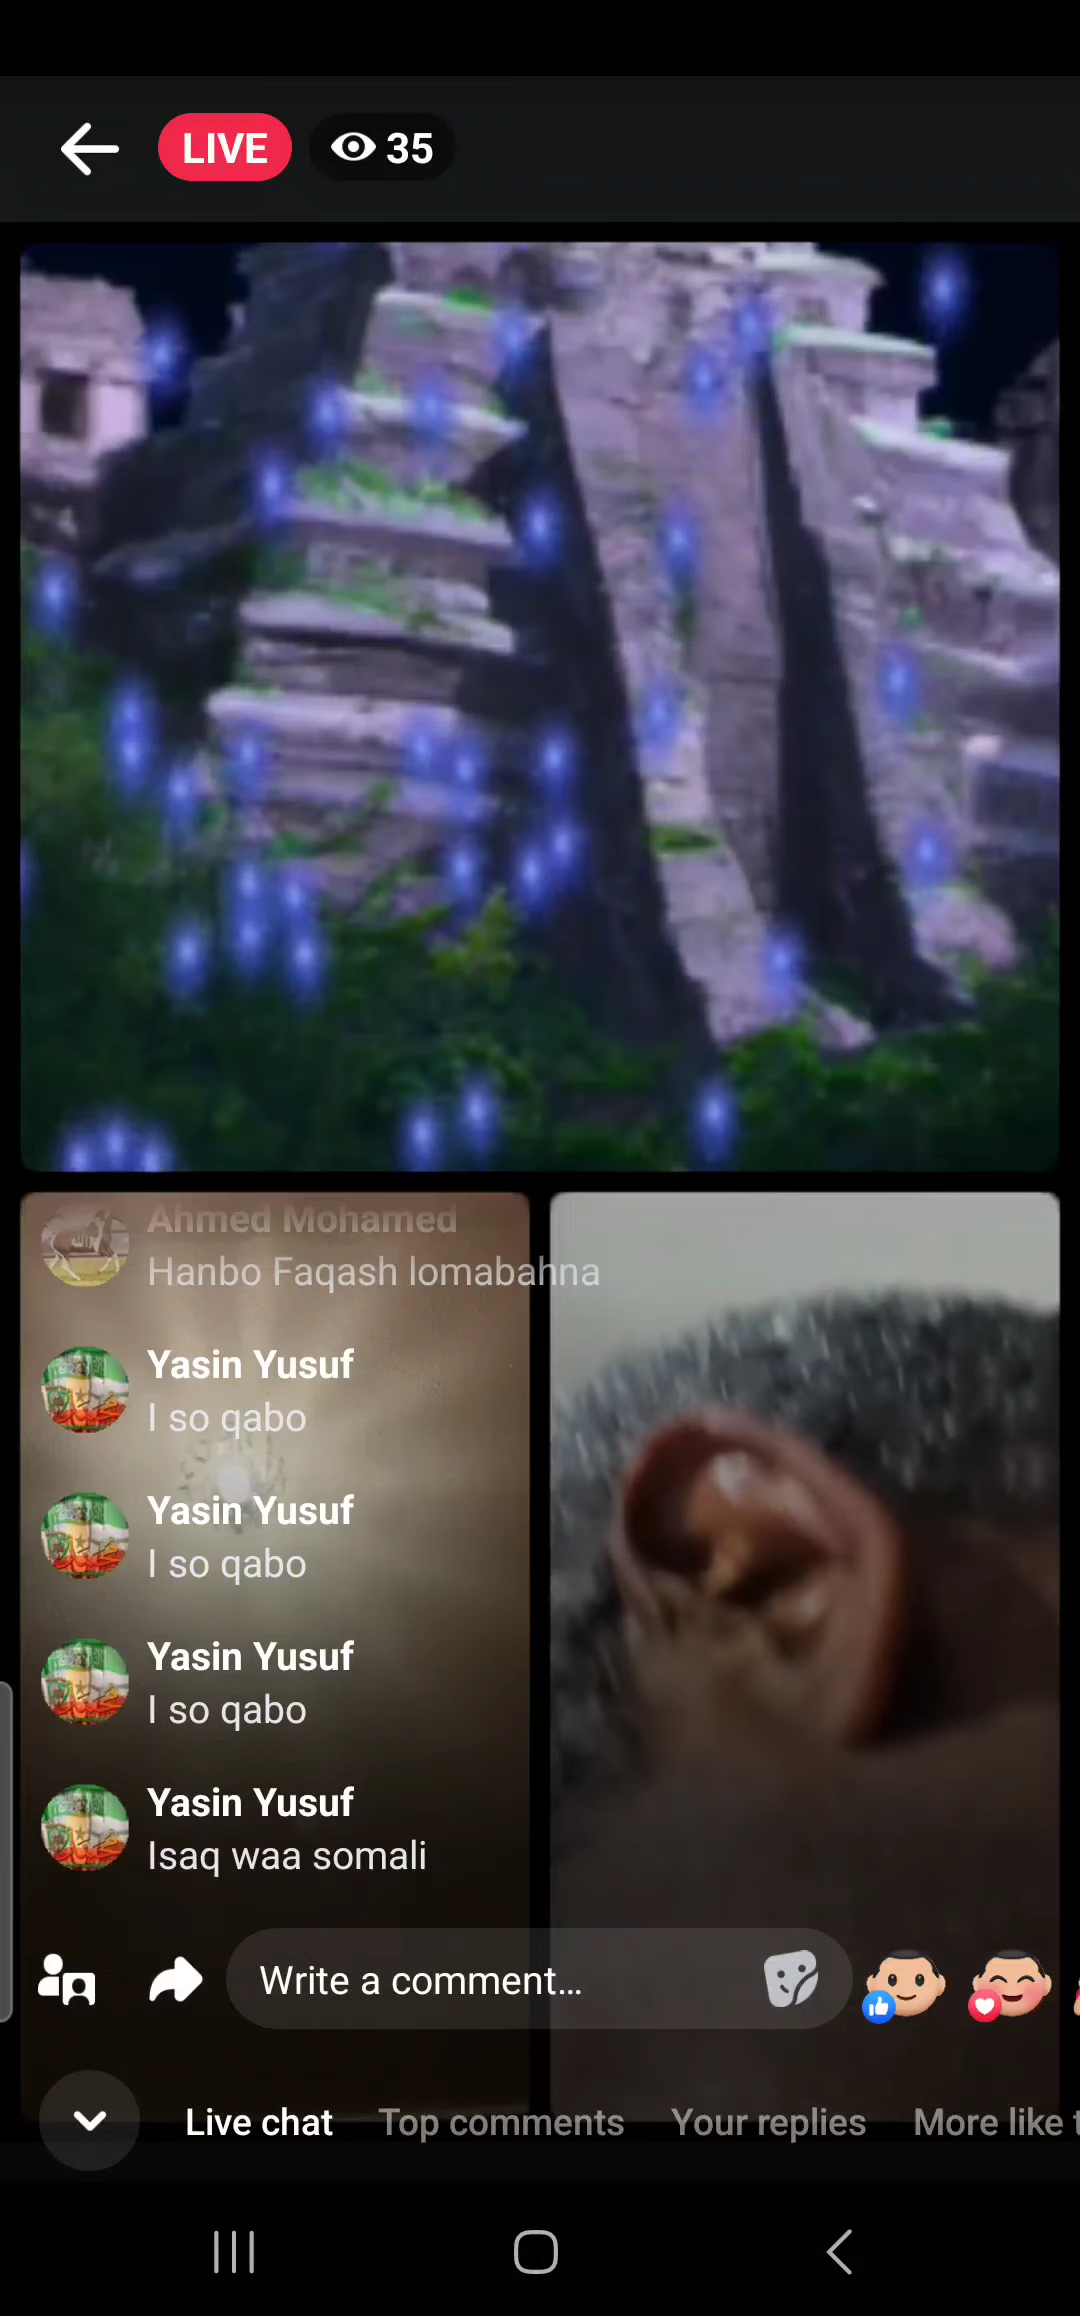 LIVE 35
Ahmed Mohamed
Hanbo Faqash lomabahna
Yasin Yusuf
I so qabo
Yasin Yusuf
I so qabo
Yasin Yusuf
I so qabo
Yasin Yusuf
Isaq waa somali
Write a comment...
Live chat Top comments Your replies More like